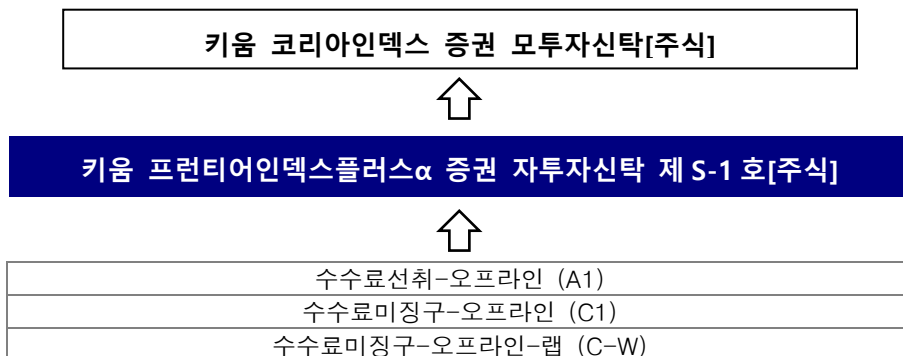 키움 코리아인덱스 증권 모투자신탁[주식]
키움 프런티어인덱스플러스α 증권 자투자신탁 제 S-1 호[주식]
수수료선취-오프라인 (A1)
수수료미징구-오프라인 (C1)
수수료미징구-오프라인-랩 (C-W)